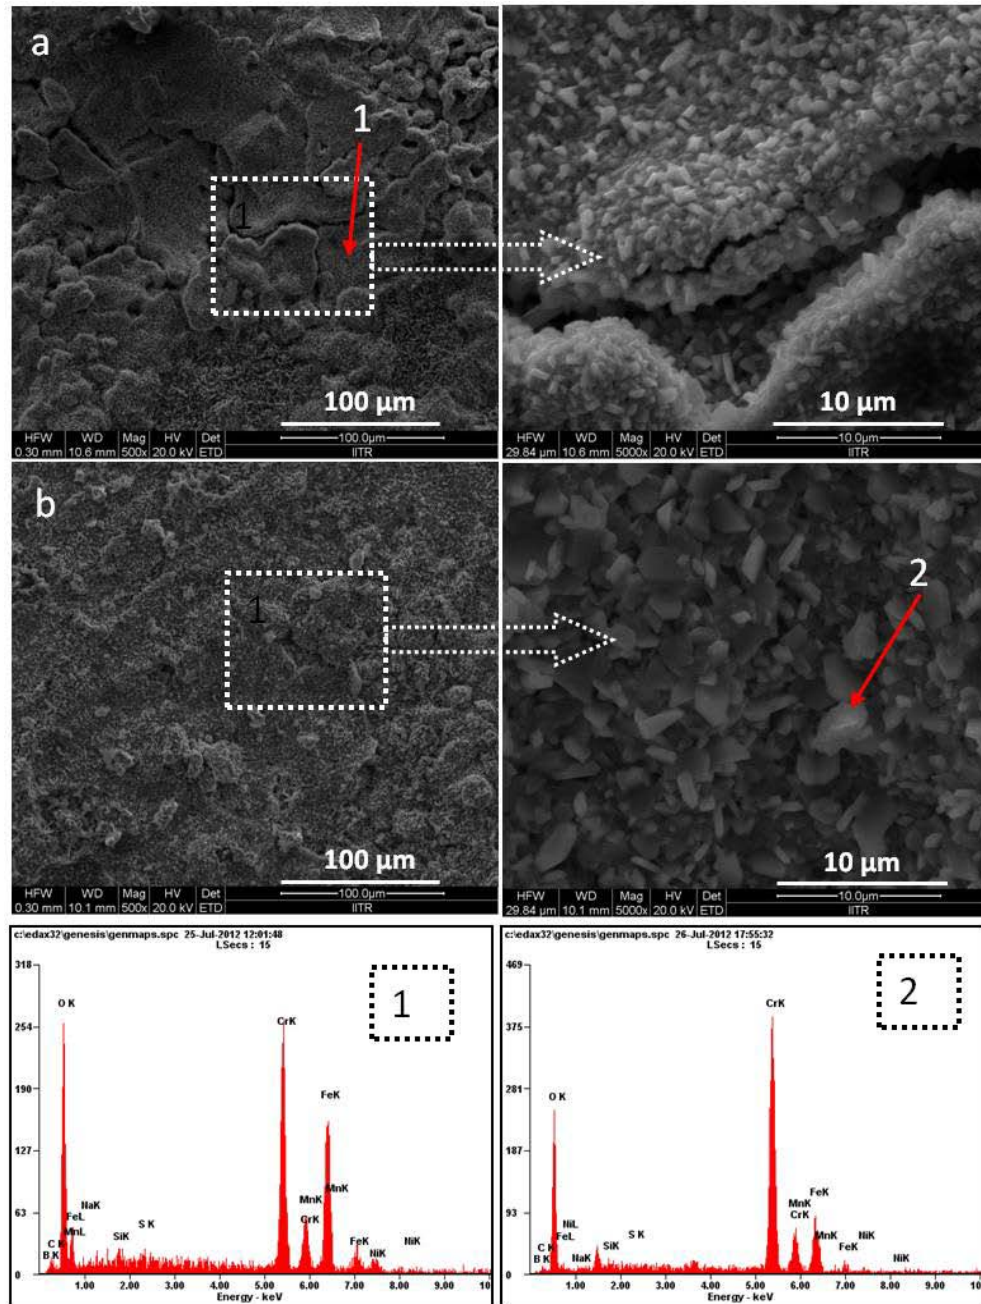 a
1
1
100 µm
10 µm
HFW WD Mag HV Det 100.0µm
0.30 mm 10.6 mm 500x 20.0 kV ETD IITR
HFW WD Mag HV Det 10.0µm
29.84 µm 10.6 mm 5000x 20.0 kV ETD IITR
b
1
2
100 µm
10 µm
HFW WD Mag HV Det 100.0µm
0.30 mm 10.1 mm 500x 20.0 kV ETD IITR
HFW WD Mag HV Det 10.0µm
29.84 µm 10.1 mm 5000x 20.0 kV ETD IITR
c:\edax32\genesis\genmaps.spc 25-Jul-2012 12:01:48
LSecs : 15
1
318
254
190
127
63
0
O K
CrK
FeK
NaK
FeL
MnL
C K
B K
SiK
S K
MnK
CrK
MnK
FeK
NiK
NiK
1.00 2.00 3.00 4.00 5.00 6.00 7.00 8.00 9.00 10
Energy - keV
c:\edax32\genesis\genmaps.spc 26-Jul-2012 17:55:32
LSecs : 15
2
469
375
281
187
93
0
CrK
O K
NiL
FeL
C K
B K
NaK
SiK
S K
MnK
CrK
FeK
MnK
FeK
NiK
NiK
1.00 2.00 3.00 4.00 5.00 6.00 7.00 8.00 9.00 10.0
Energy - keV